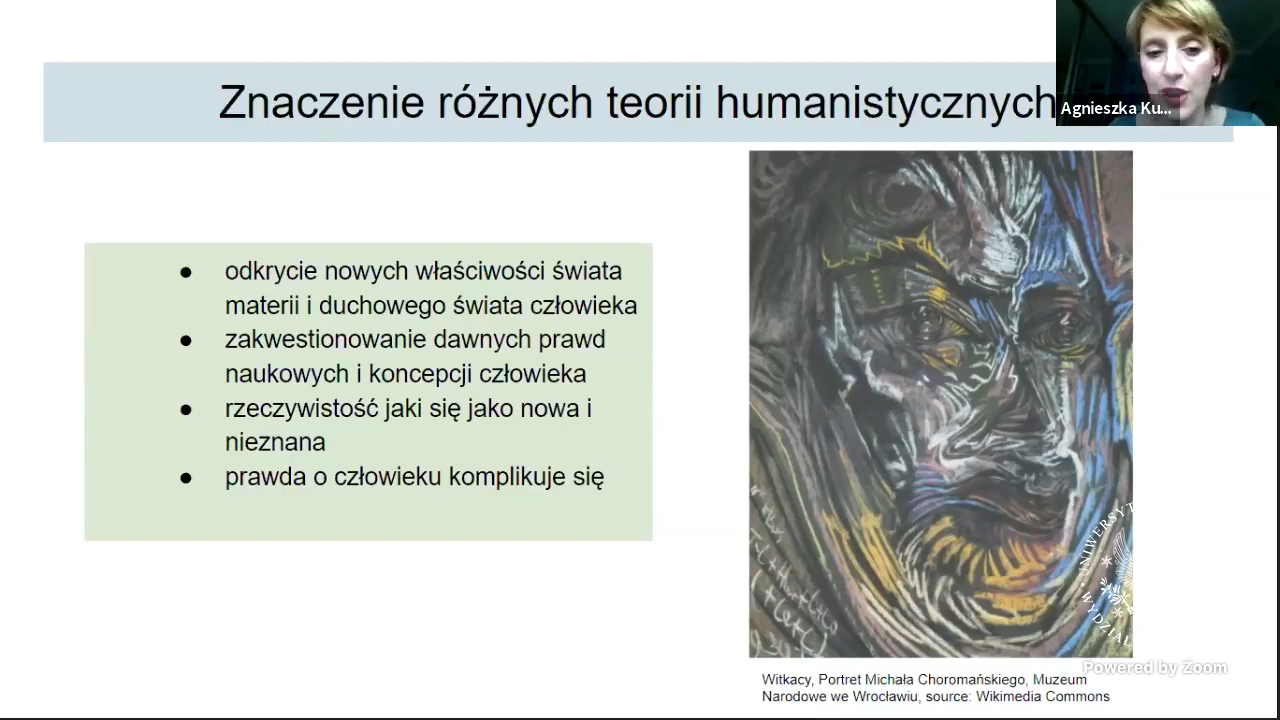 Znaczenie różnych teorii humanistycznych
Agnieszka Ku...
odkrycie nowych właściwości świata
materii i duchowego świata człowieka
zakwestionowanie dawnych prawd
naukowych i koncepcji człowieka
rzeczywistość jaki się jako nowa i
nieznana
prawda o człowieku komplikuje się
UNIWERSYT
WYDZIAŁ
Powered by Zoom
Witkacy, Portret Michała Choromańskiego, Muzeum
Narodowe we Wrocławiu, source: Wikimedia Commons